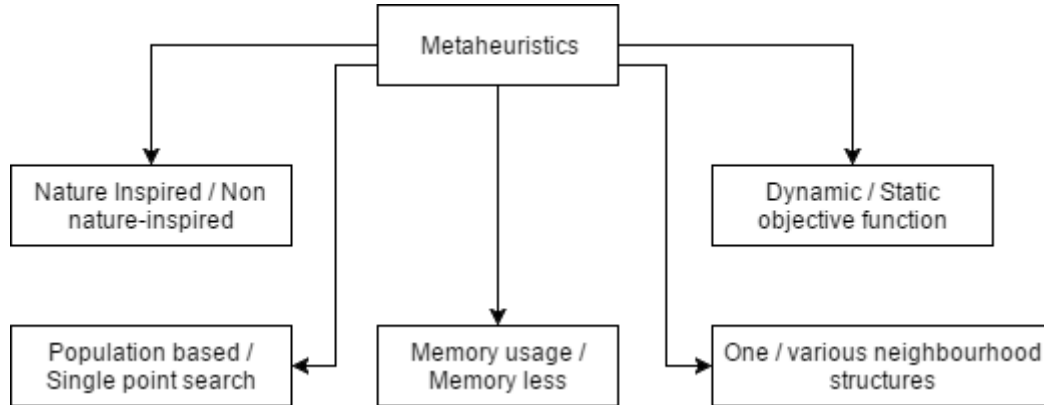 Metaheuristics
Nature Inspired / Non
nature-inspired
Dynamic / Static
objective function
Population based /
Single point search
Memory usage /
Memory less
One / various neighbourhood
structures